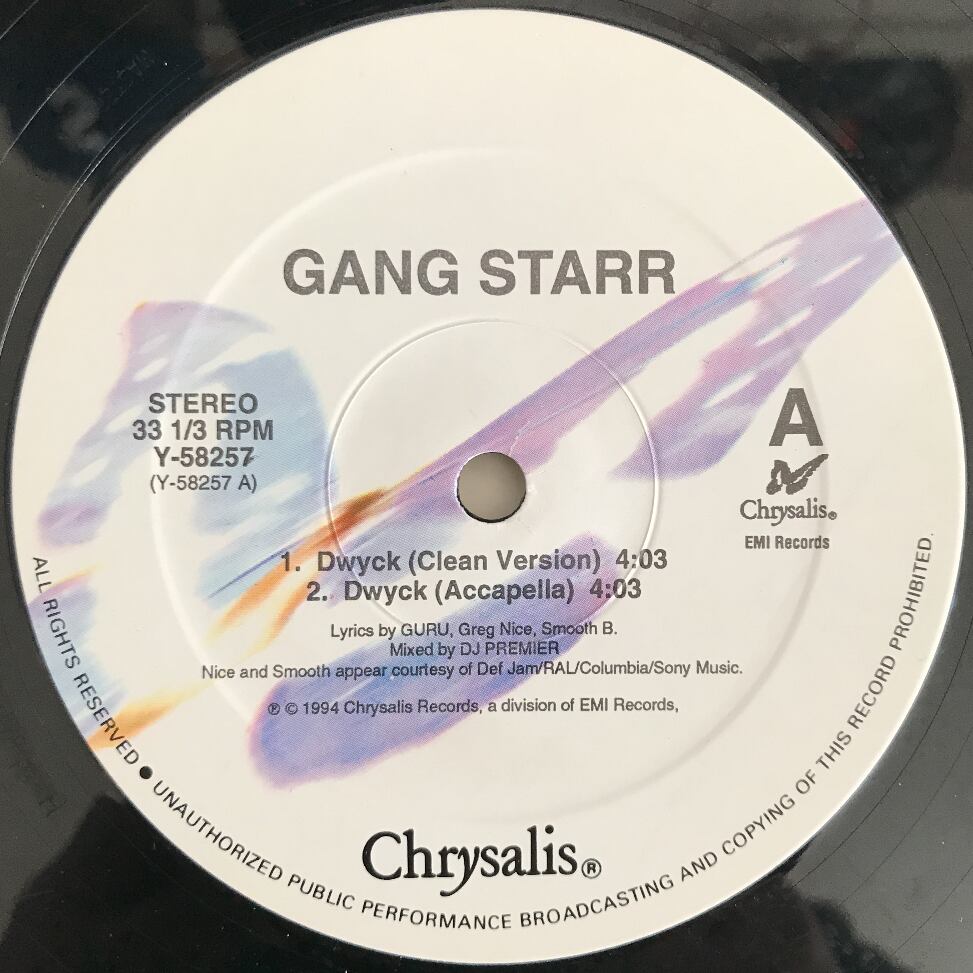 GANG STARR
STEREO
33 1/3 RPM
Y-58257
(Y-58257 A)
A
Chrysalis®
EMI Records
1. Dwyck (Clean Version) 4:03
2. Dwyck (Accapella) 4:03
Lyrics by GURU, Greg Nice, Smooth B.
Mixed by DJ PREMIER
Nice and Smooth appear courtesy of Def Jam/RAL/Columbia/Sony Music.
℗ © 1994 Chrysalis Records, a division of EMI Records,
Chrysalis®
ALL RIGHTS RESERVED ● UNAUTHORIZED PUBLIC PERFORMANCE BROADCASTING AND COPYING OF THIS RECORD PROHIBITED.